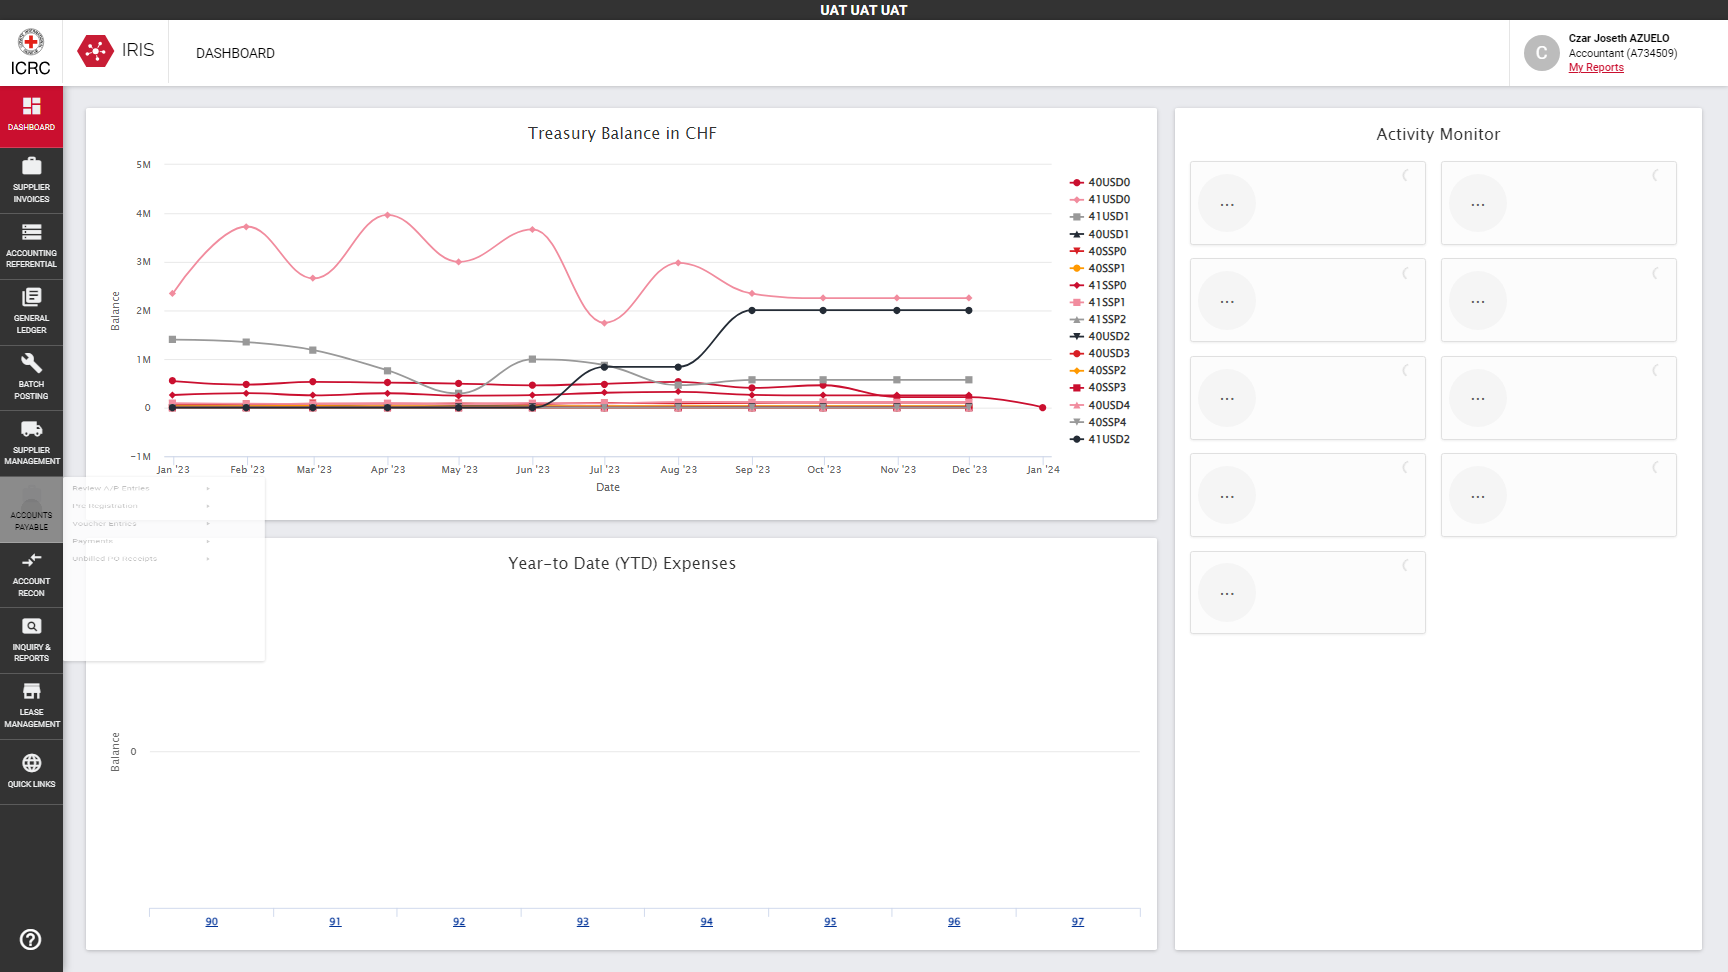 UAT UAT UAT
ICRC
IRIS
DASHBOARD
Czar Joseth AZUELO
Accountant (A734509)
My Reports
C
DASHBOARD
SUPPLIER
INVOICES
ACCOUNTING
REFERENTIAL
GENERAL
LEDGER
BATCH
POSTING
SUPPLIER
MANAGEMENT
ACCOUNTS
PAYABLE
ACCOUNT
RECON
INQUIRY &
REPORTS
LEASE
MANAGEMENT
QUICK LINKS
Review A/P Entries
Pre Registration
Voucher Entries
Payments
Unbilled PO Receipts
Treasury Balance in CHF
5M
4M
3M
2M
1M
0
-1M
Balance
Jan '23
Feb '23
Mar '23
Apr '23
May '23
Jun '23
Jul '23
Aug '23
Sep '23
Oct '23
Nov '23
Dec '23
Jan '24
Date
40USD0
41USD0
41USD1
40USD1
40SSP0
40SSP1
41SSP0
41SSP1
41SSP2
40USD2
40USD3
40SSP2
40SSP3
40USD4
40SSP4
41USD2
Year-to Date (YTD) Expenses
Balance
0
90
91
92
93
94
95
96
97
Activity Monitor
...
...
...
...
...
...
...
...
...